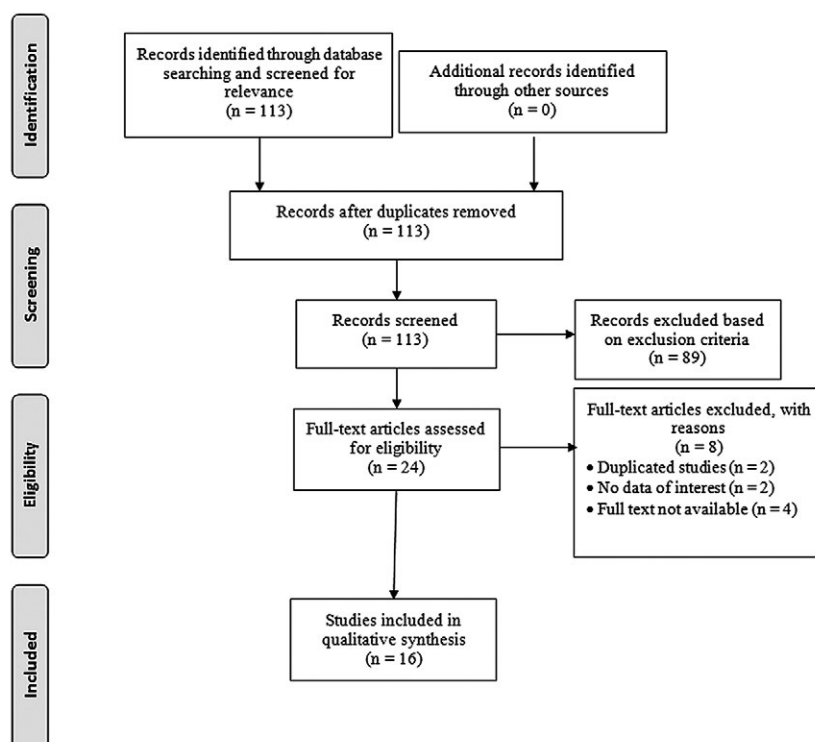 Identification
Records identified through database
searching and screened for
relevance
(n = 113)
Additional records identified
through other sources
(n = 0)
Screening
Records after duplicates removed
(n = 113)
Records screened
(n = 113)
Records excluded based
on exclusion criteria
(n = 89)
Eligibility
Full-text articles assessed
for eligibility
(n = 24)
Full-text articles excluded, with
reasons
(n = 8)
• Duplicated studies (n = 2)
• No data of interest (n = 2)
• Full text not available (n = 4)
Included
Studies included in
qualitative synthesis
(n = 16)